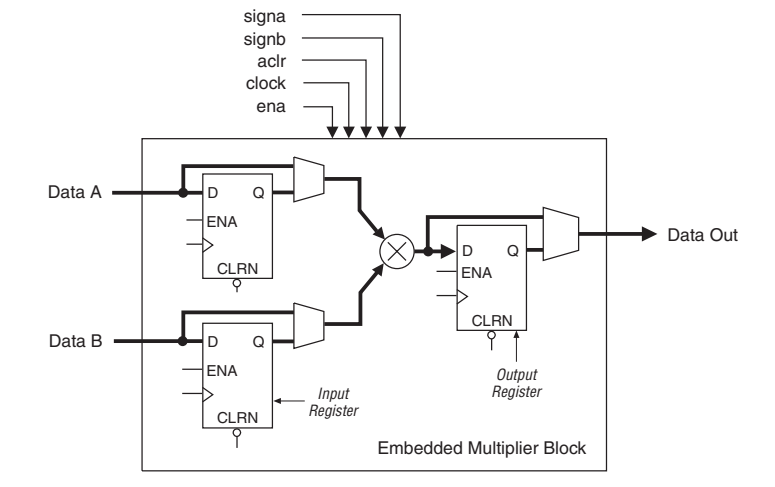 signa
signb
aclr
clock
ena
Data A
D Q
ENA
CLRN
Data B
D Q
ENA
CLRN
Input
Register
D Q
ENA
CLRN
Output
Register
Data Out
Embedded Multiplier Block